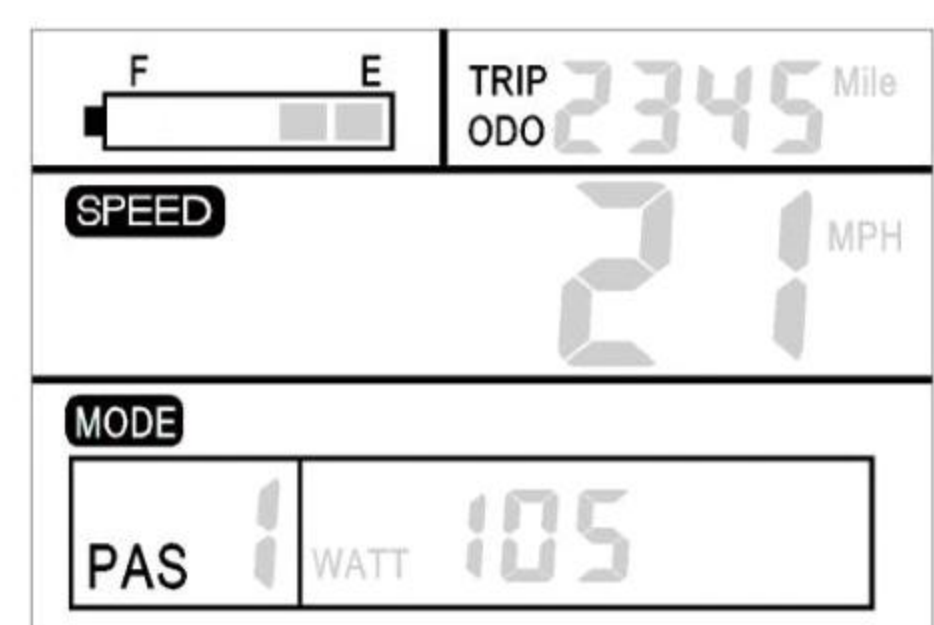 F E
TRIP 2345 Mile
ODO
SPEED
21 MPH
MODE
PAS 1 WATT 105